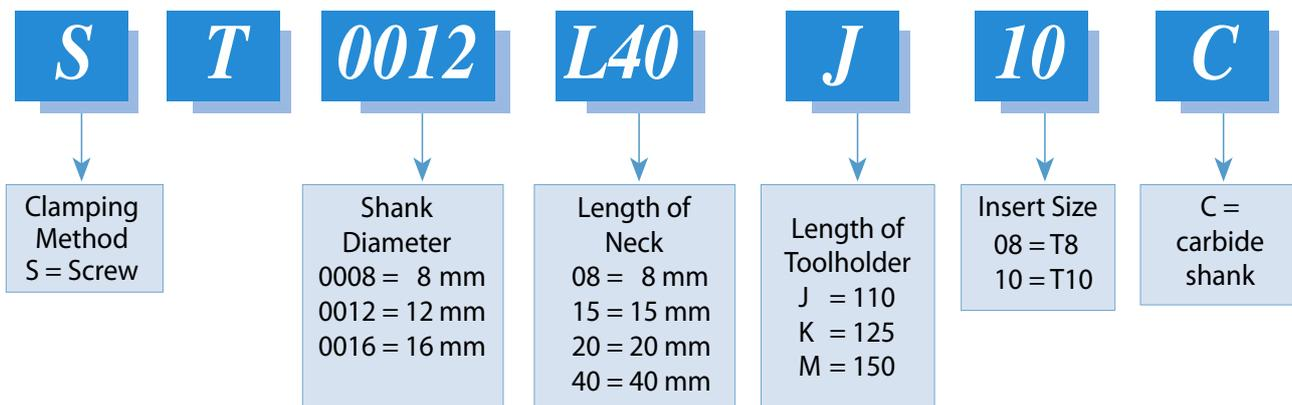 S T 0012 L40 J 10 C
Clamping
Method
S = Screw
Shank
Diameter
0008 = 8 mm
0012 = 12 mm
0016 = 16 mm
Length of
Neck
08 = 8 mm
15 = 15 mm
20 = 20 mm
40 = 40 mm
Length of
Toolholder
J = 110
K = 125
M = 150
Insert Size
08 = T8
10 = T10
C =
carbide
shank